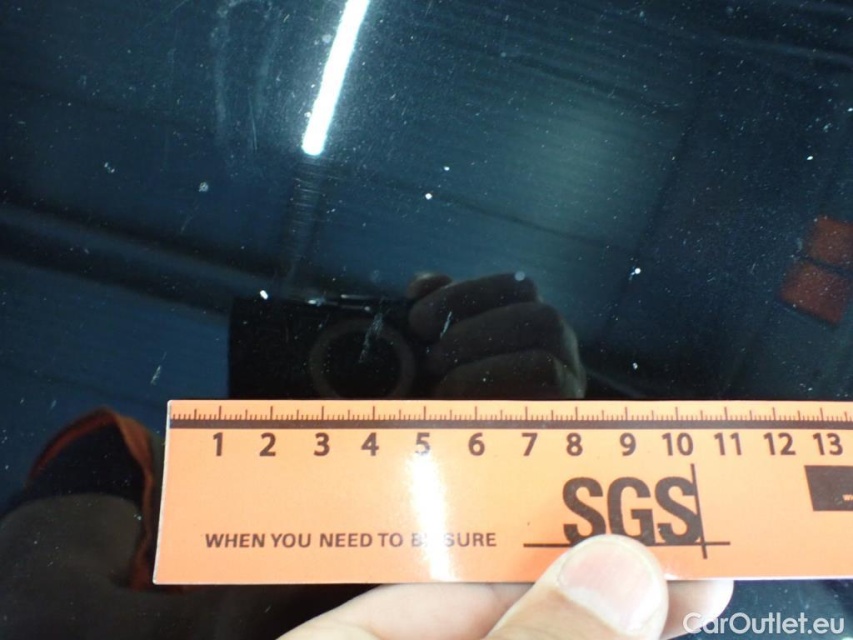 1 2 3 4 5 6 7 8 9 10 11 12 13
SGS
WHEN YOU NEED TO BE SURE
CarOutlet.eu